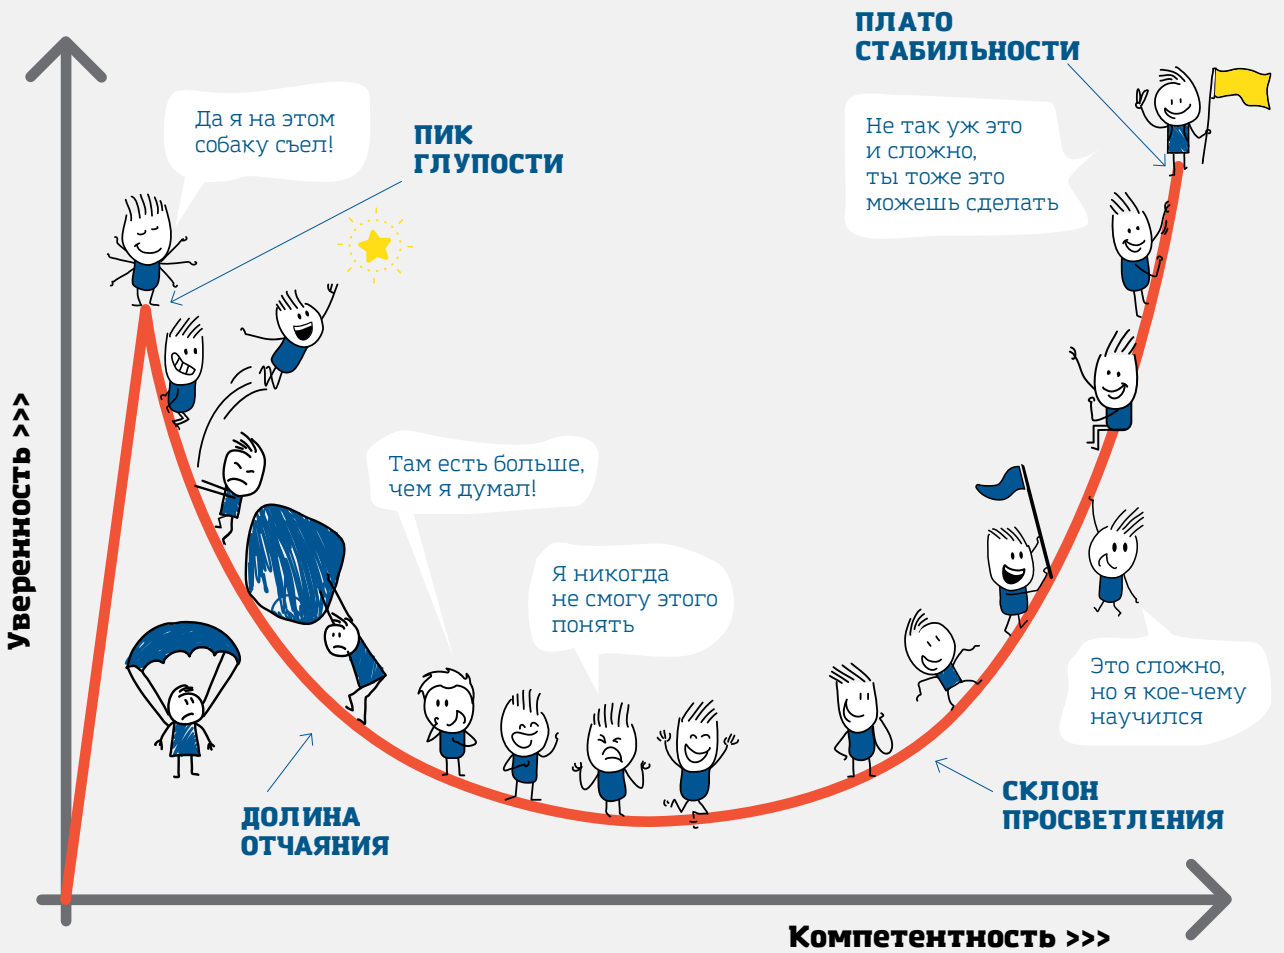 ПЛАТО
СТАБИЛЬНОСТИ
Да я на этом
собаку съел!
ПИК
ГЛУПОСТИ
Не так уж это
и сложно,
ты тоже это
можешь сделать
Уверенность >>>
Там есть больше,
чем я думал!
Я никогда
не смогу этого
понять
Это сложно,
но я кое-чему
научился
ДОЛИНА
ОТЧАЯНИЯ
СКЛОН
ПРОСВЕТЛЕНИЯ
Компетентность >>>